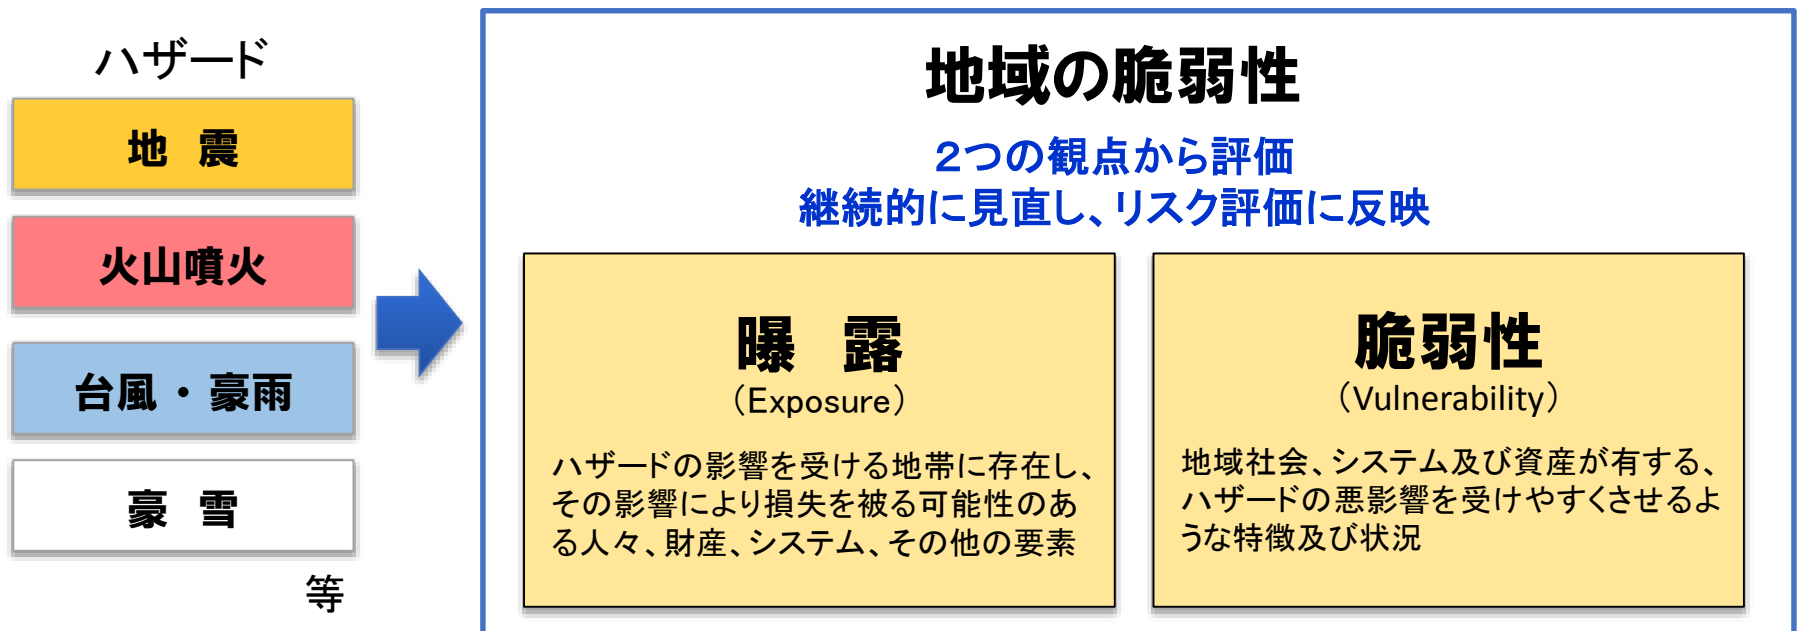 ハザード
地　震
火山噴火
台風・豪雨
豪　雪
等
地域の脆弱性
２つの観点から評価
継続的に見直し、リスク評価に反映
曝　露
（Exposure）
ハザードの影響を受ける地帯に存在し、
その影響により損失を被る可能性のあ
る人々、財産、システム、その他の要素
脆弱性
（Vulnerability）
地域社会、システム及び資産が有する、
ハザードの悪影響を受けやすくさせるよ
うな特徴及び状況